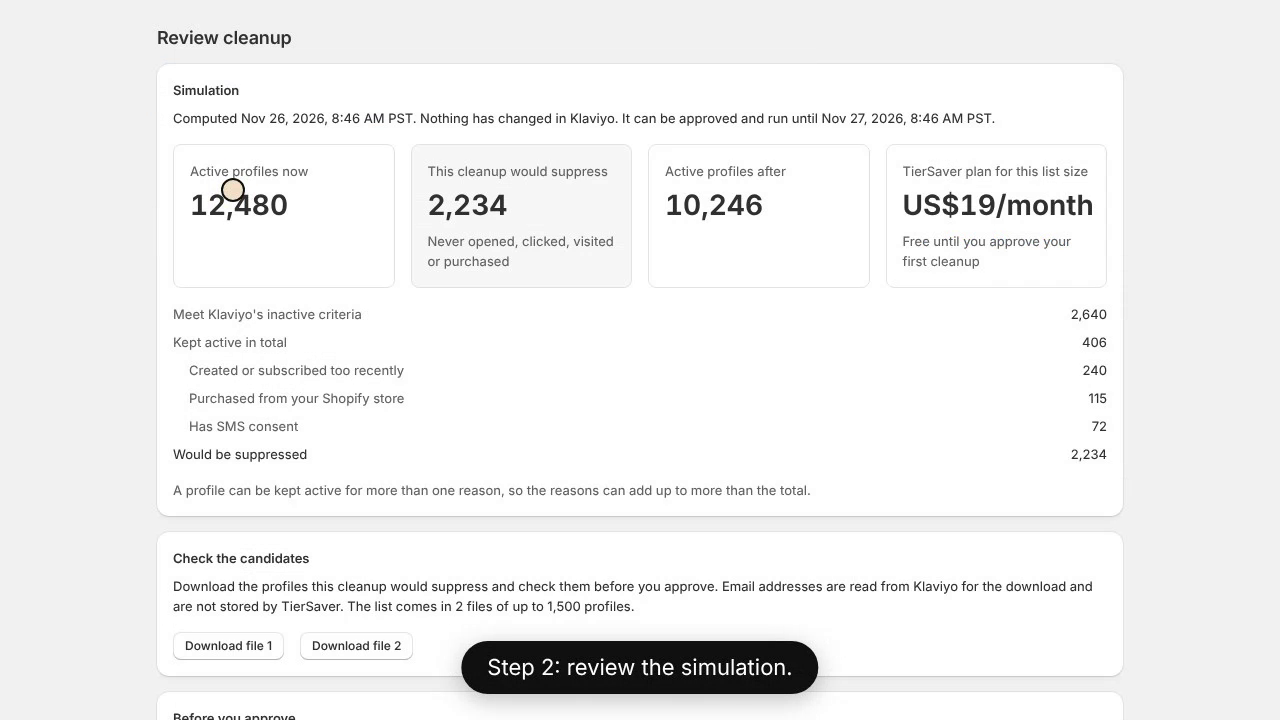 Review cleanup
Simulation
Computed Nov 26, 2026, 8:46 AM PST. Nothing has changed in Klaviyo. It can be approved and run until Nov 27, 2026, 8:46 AM PST.
Active profiles now
12,480
This cleanup would suppress
2,234
Never opened, clicked, visited
or purchased
Active profiles after
10,246
TierSaver plan for this list size
US$19/month
Free until you approve your
first cleanup
Meet Klaviyo's inactive criteria 2,640
Kept active in total 406
Created or subscribed too recently 240
Purchased from your Shopify store 115
Has SMS consent 72
Would be suppressed 2,234
A profile can be kept active for more than one reason, so the reasons can add up to more than the total.
Check the candidates
Download the profiles this cleanup would suppress and check them before you approve. Email addresses are read from Klaviyo for the download and
are not stored by TierSaver. The list comes in 2 files of up to 1,500 profiles.
Download file 1 Download file 2
Step 2: review the simulation.
Before you approve